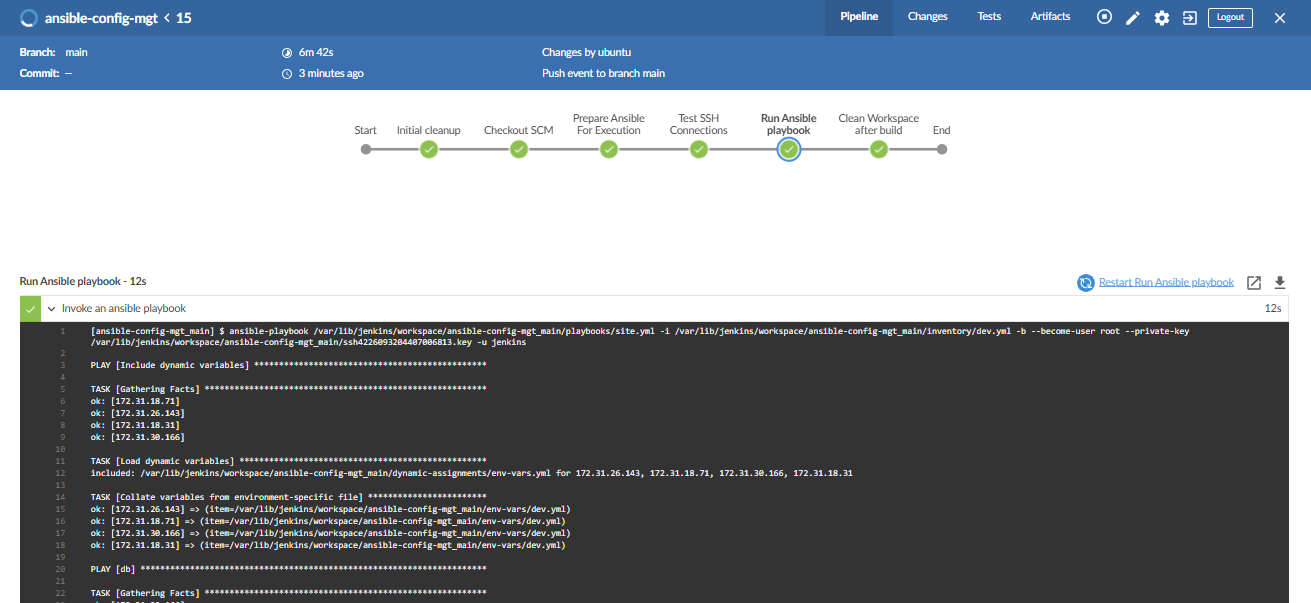 ansible-config-mgt < 15
Pipeline Changes Tests Artifacts Logout
Branch: main 6m 42s Changes by ubuntu
Commit: — 3 minutes ago Push event to branch main
Start Initial cleanup Checkout SCM Prepare Ansible For Execution Test SSH Connections Run Ansible playbook Clean Workspace after build End
Run Ansible playbook - 12s Restart Run Ansible playbook
Invoke an ansible playbook 12s
1 [ansible-config-mgt_main] $ ansible-playbook /var/lib/jenkins/workspace/ansible-config-mgt_main/playbooks/site.yml -i /var/lib/jenkins/workspace/ansible-config-mgt_main/inventory/dev.yml -b --become-user root --private-key
/var/lib/jenkins/workspace/ansible-config-mgt_main/ssh4226093204407006813.key -u jenkins
2
3 PLAY [Include dynamic variables] ***********************************************
4
5 TASK [Gathering Facts] *********************************************************
6 ok: [172.31.18.71]
7 ok: [172.31.26.143]
8 ok: [172.31.18.31]
9 ok: [172.31.30.166]
10
11 TASK [Load dynamic variables] **************************************************
12 included: /var/lib/jenkins/workspace/ansible-config-mgt_main/dynamic-assignments/env-vars.yml for 172.31.26.143, 172.31.18.71, 172.31.30.166, 172.31.18.31
13
14 TASK [Collate variables from environment-specific file] ************************
15 ok: [172.31.26.143] => (item=/var/lib/jenkins/workspace/ansible-config-mgt_main/env-vars/dev.yml)
16 ok: [172.31.18.71] => (item=/var/lib/jenkins/workspace/ansible-config-mgt_main/env-vars/dev.yml)
17 ok: [172.31.30.166] => (item=/var/lib/jenkins/workspace/ansible-config-mgt_main/env-vars/dev.yml)
18 ok: [172.31.18.31] => (item=/var/lib/jenkins/workspace/ansible-config-mgt_main/env-vars/dev.yml)
19
20 PLAY [db] **********************************************************************
21
22 TASK [Gathering Facts] *********************************************************